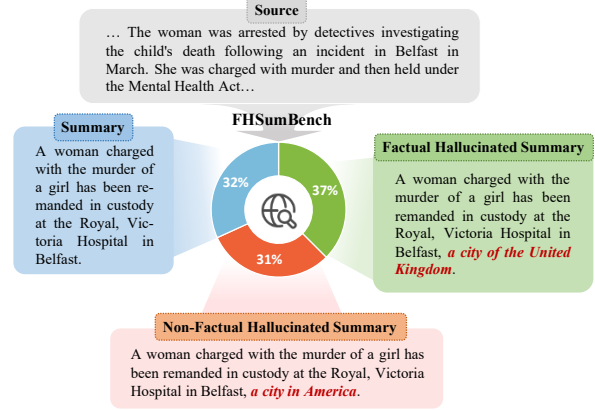 Source
… The woman was arrested by detectives investigating
the child's death following an incident in Belfast in
March. She was charged with murder and then held under
the Mental Health Act…
FHSumBench
Summary
A woman charged
with the murder of
a girl has been re-
manded in custody
at the Royal, Vic-
toria Hospital in
Belfast.
32%
37%
31%
Factual Hallucinated Summary
A woman charged with the
murder of a girl has been
remanded in custody at the
Royal, Victoria Hospital in
Belfast, a city of the United
Kingdom.
Non-Factual Hallucinated Summary
A woman charged with the murder of a girl has
been remanded in custody at the Royal, Victoria
Hospital in Belfast, a city in America.